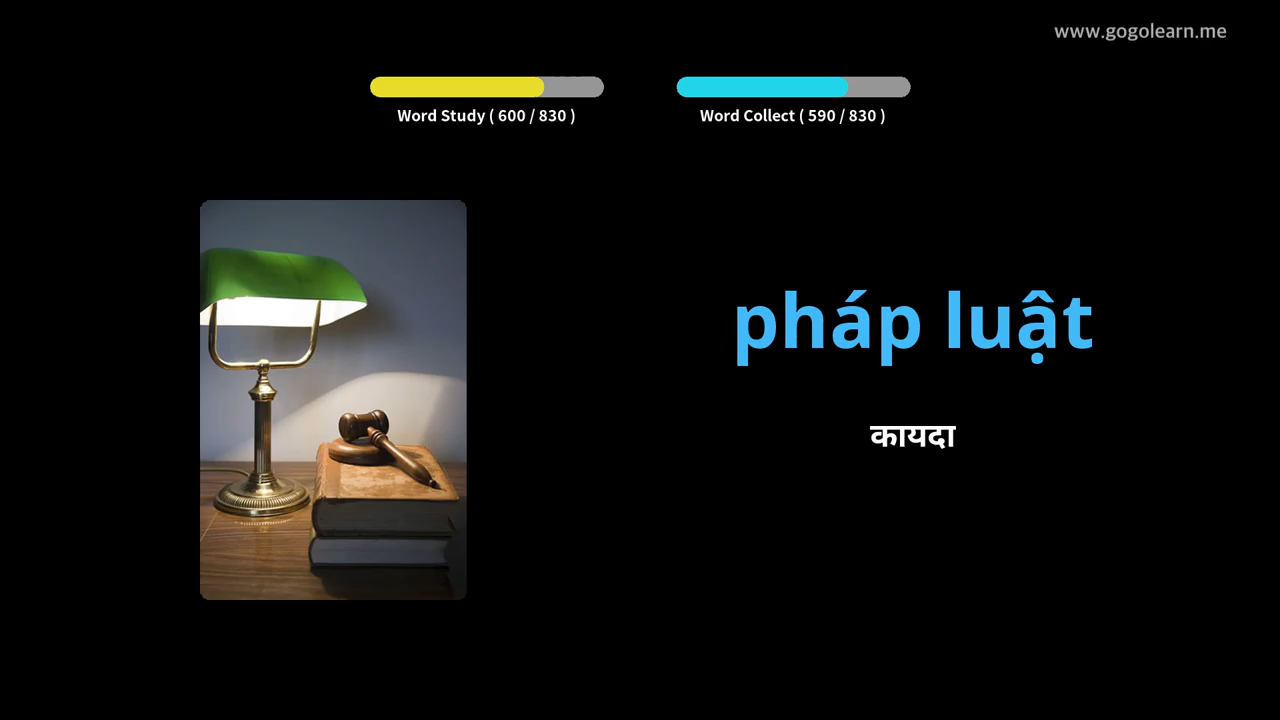 www.gogolearn.me
Word Study ( 600 / 830 )
Word Collect ( 590 / 830 )
pháp luật
कायदा